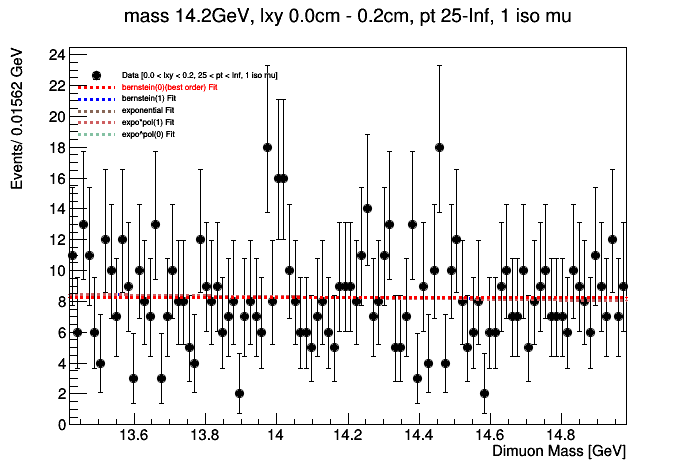 mass 14.2GeV, lxy 0.0cm - 0.2cm, pt 25-Inf, 1 iso mu
Events/ 0.01562 GeV
24
22
20
18
16
14
12
10
8
6
4
2
0
Data [0.0 < lxy < 0.2, 25 < pt < Inf, 1 iso mu]
bernstein(0)(best order) Fit
bernstein(1) Fit
exponential Fit
expo*pol(1) Fit
expo^pol(0) Fit
13.6 13.8 14 14.2 14.4 14.6 14.8
Dimuon Mass [GeV]